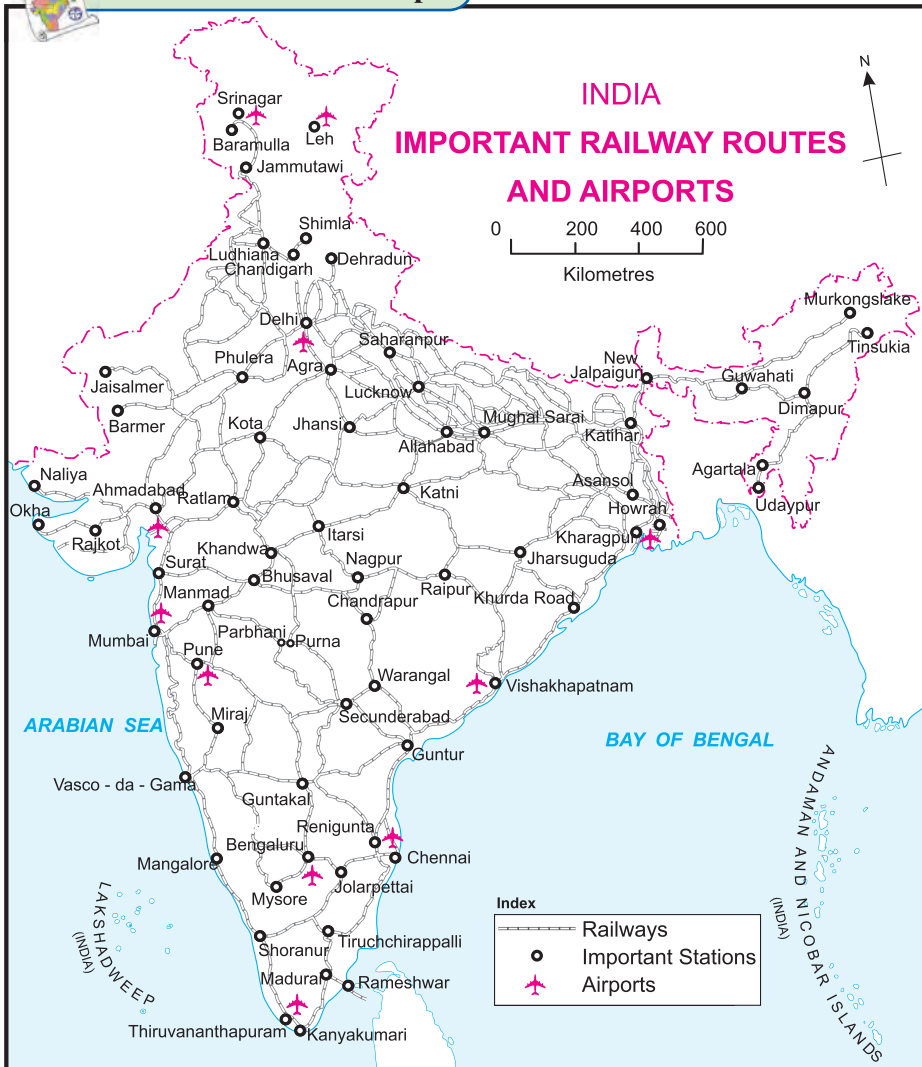 INDIA
IMPORTANT RAILWAY ROUTES
AND AIRPORTS
N
0 200 400 600
Kilometres
Srinagar
Leh
Baramulla
Jammutawi
Shimla
Ludhiana
Chandigarh
Dehradun
Murkongslake
Delhi
Tinsukia
Saharanpur
New
Jalpaigun
Phulera
Agra
Jaisalmer
Lucknow
Guwahati
Dimapur
Barmer
Kota
Jhansi
Mughal Sarai
Allahabad
Katihar
Naliya
Agartala
Ahmadabad
Ratlam
Katni
Asansol
Udaypur
Okha
Howrah
Rajkot
Itarsi
Kharagpur
Khandwa
Jharsuguda
Surat
Nagpur
Bhusaval
Raipur
Manmad
Chandrapur
Khurda Road
Mumbai
Parbhani
Purna
Pune
Warangal
Vishakhapatnam
Miraj
Secunderabad
ARABIAN SEA
BAY OF BENGAL
Guntur
Vasco - da - Gama
Guntakal
Renigunta
Bengaluru
Chennai
Mangalore
Jolarpettai
Mysore
LAKSHADWEEP
(INDIA)
ANDAMAN AND NICOBAR ISLANDS
(INDIA)
Shoranur
Tiruchchirappalli
Madurai
Rameshwar
Thiruvananthapuram
Kanyakumari
Index
Railways
Important Stations
Airports